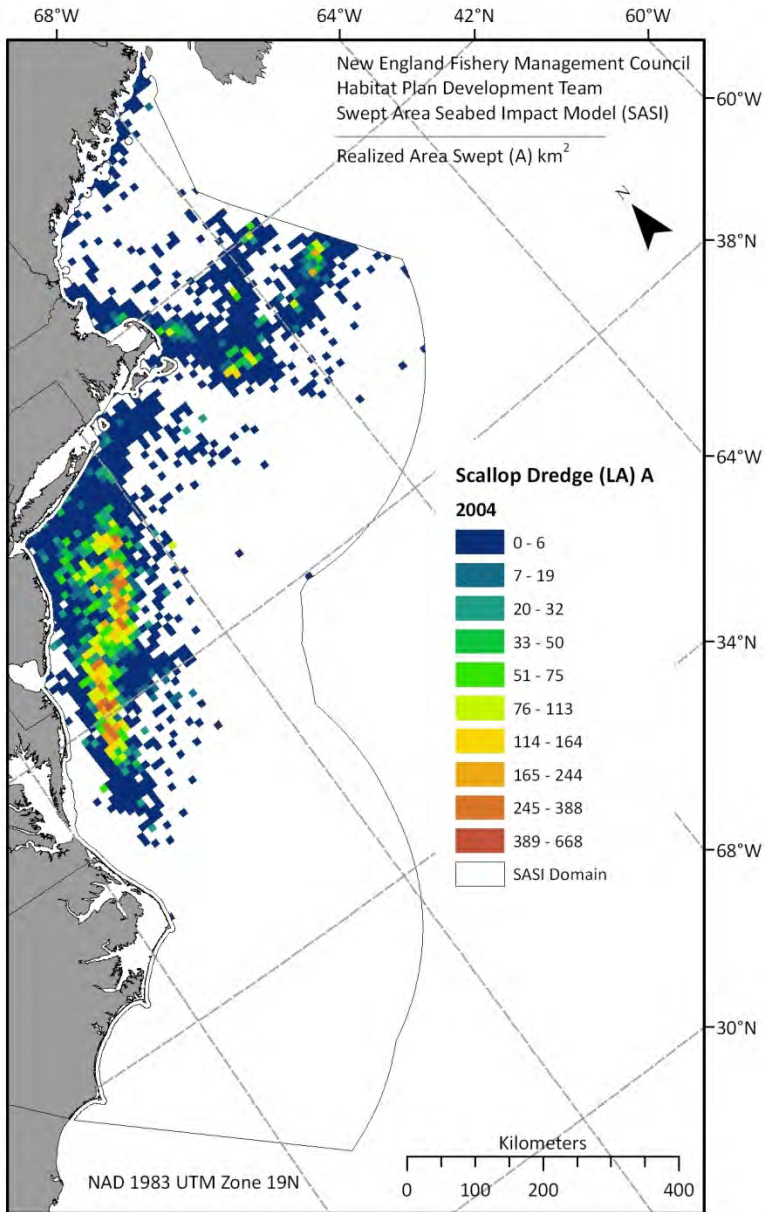 68°W 64°W 42°N 60°W
New England Fishery Management Council
Habitat Plan Development Team
Swept Area Seabed Impact Model (SASI)
Realized Area Swept (A) km²
60°W
N
38°N
64°W
Scallop Dredge (LA) A
2004
0 - 6
7 - 19
20 - 32
33 - 50
34°N
51 - 75
76 - 113
114 - 164
165 - 244
245 - 388
389 - 668
68°W
SASI Domain
30°N
Kilometers
NAD 1983 UTM Zone 19N
0 100 200 400